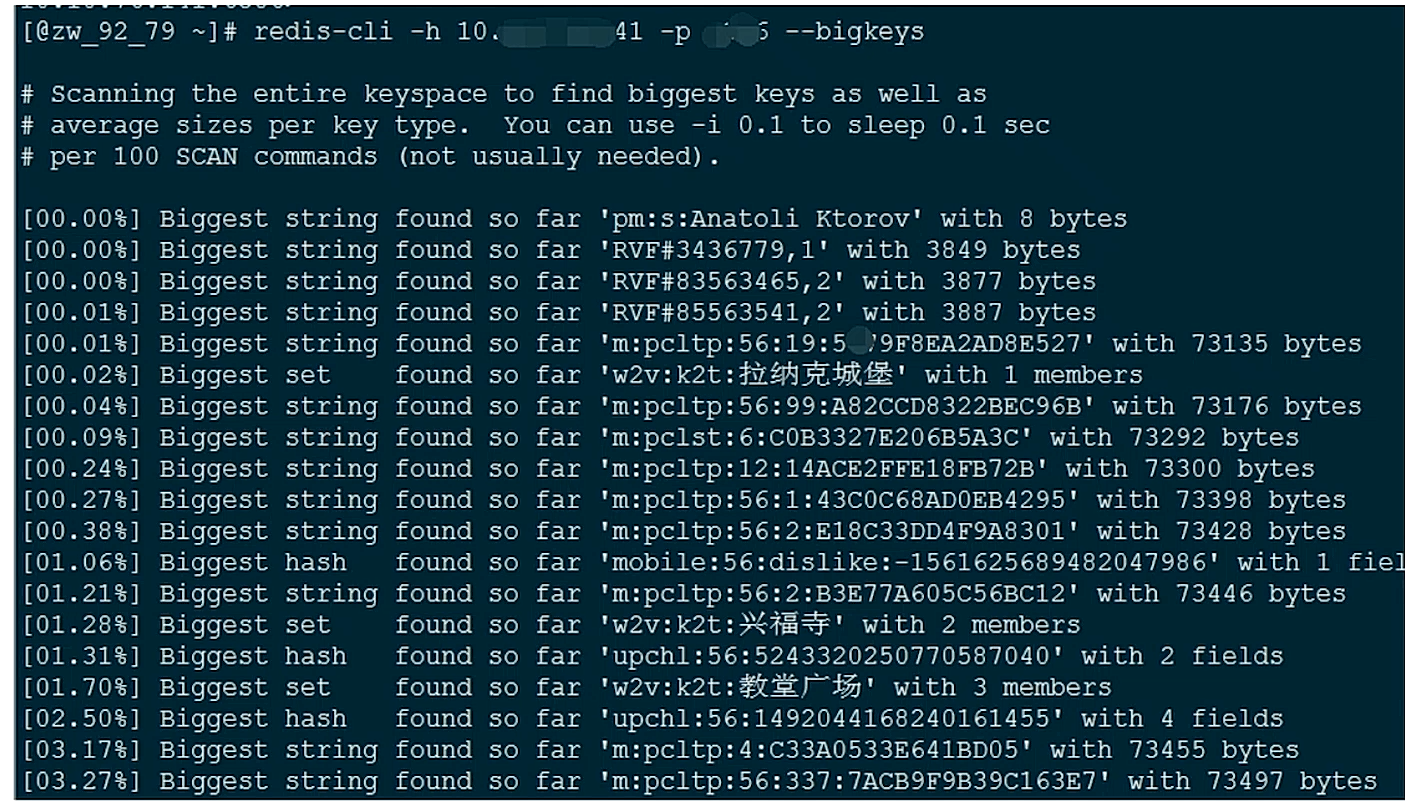 [@zw_92_79 ~]# redis-cli -h 10. 41 -p 6 --bigkeys
# Scanning the entire keyspace to find biggest keys as well as
# average sizes per key type.  You can use -i 0.1 to sleep 0.1 sec
# per 100 SCAN commands (not usually needed).
[00.00%] Biggest string found so far 'pm:s:Anatoli Ktorov' with 8 bytes
[00.00%] Biggest string found so far 'RVF#3436779,1' with 3849 bytes
[00.00%] Biggest string found so far 'RVF#83563465,2' with 3877 bytes
[00.01%] Biggest string found so far 'RVF#85563541,2' with 3887 bytes
[00.01%] Biggest string found so far 'm:pcltp:56:19:5 79F8EA2AD8E527' with 73135 bytes
[00.02%] Biggest set    found so far 'w2v:k2t:拉纳克城堡' with 1 members
[00.04%] Biggest string found so far 'm:pcltp:56:99:A82CCD8322BEC96B' with 73176 bytes
[00.09%] Biggest string found so far 'm:pclst:6:C0B3327E206B5A3C' with 73292 bytes
[00.24%] Biggest string found so far 'm:pcltp:12:14ACE2FFE18FB72B' with 73300 bytes
[00.27%] Biggest string found so far 'm:pcltp:56:1:43C0C68AD0EB4295' with 73398 bytes
[00.38%] Biggest string found so far 'm:pcltp:56:2:E18C33DD4F9A8301' with 73428 bytes
[01.06%] Biggest hash   found so far 'mobile:56:dislike:-1561625689482047986' with 1 fiel
[01.21%] Biggest string found so far 'm:pcltp:56:2:B3E77A605C56BC12' with 73446 bytes
[01.28%] Biggest set    found so far 'w2v:k2t:兴福寺' with 2 members
[01.31%] Biggest hash   found so far 'upchl:56:5243320250770587040' with 2 fields
[01.70%] Biggest set    found so far 'w2v:k2t:教堂广场' with 3 members
[02.50%] Biggest hash   found so far 'upchl:56:1492044168240161455' with 4 fields
[03.17%] Biggest string found so far 'm:pcltp:4:C33A0533E641BD05' with 73455 bytes
[03.27%] Biggest string found so far 'm:pcltp:56:337:7ACB9F9B39C163E7' with 73497 bytes